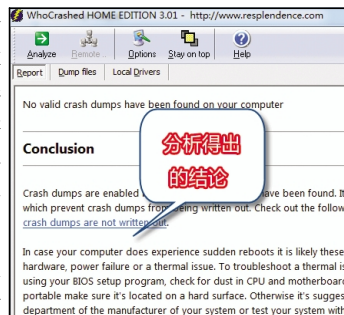 WhoCrashed HOME EDITION 3.01 - http://www.resplendence.com
Analyze Remote... Options Stay on top Help
Report Dump files Local Drivers
No valid crash dumps have been found on your computer
Conclusion
分析得出
的结论
Crash dumps are enabled have been found. It
which prevent crash dumps from being written out. Check out the follow
crash dumps are not written out.
In case your computer does experience sudden reboots it is likely these
hardware, power failure or a thermal issue. To troubleshoot a thermal is
using your BIOS setup program, check for dust in CPU and motherboard
portable make sure it's located on a hard surface. Otherwise it's sugges
department of the manufacturer of your system or test your system with